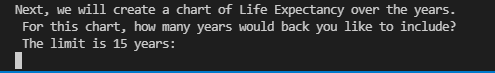 Next, we will create a chart of Life Expectancy over the years.
For this chart, how many years would back you like to include?
The limit is 15 years: